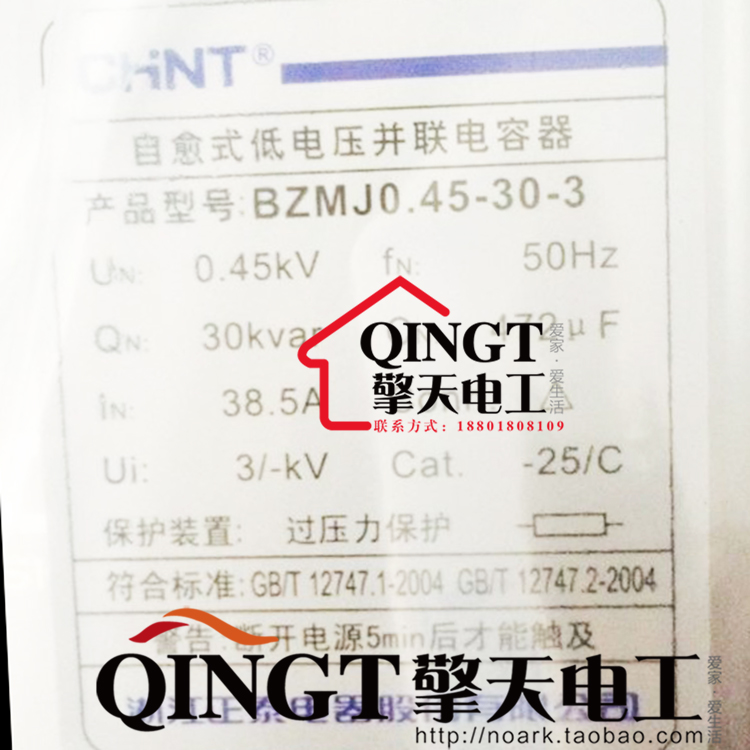 CHNT®
自愈式低电压并联电容器
产品型号: BZMJ0.45-30-3
UN: 0.45kV fN: 50Hz
QN: 30kvar 472μF
IN: 38.5A
QINGT
擎天电工
爱家·爱生活
联系方式: 18801808109
Ui: 3/-kV Cat. -25/C
保护装置: 过压力保护
符合标准: GB/T 12747.1-2004 GB/T 12747.2-2004
警告: 断开电源5min后才能触及
QINGT擎天电工
爱家·爱生活
http://noark.taobao.com